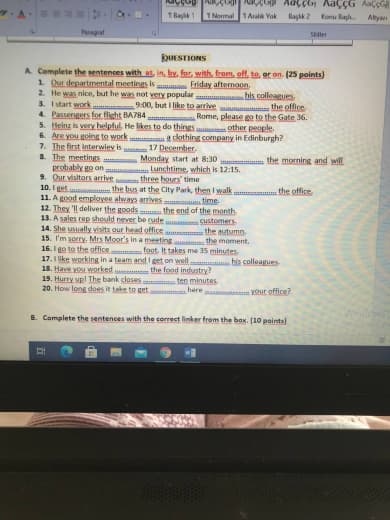 AaÇçĞğ AaÇçĞğ AaÇçĞğ AaÇçĞ AaÇçĞ AaÇçĞğ
¶ Başlık 1 ¶ Normal ¶ Aralık Yok Başlık 2 Konu Başlı... Altyazı
Paragraf Stiller
QUESTIONS
A. Complete the sentences with at, in, by, for, with, from, off, to, or on. (25 points)
1. Our departmental meetings is .............. Friday afternoon.
2. He was nice, but he was not very popular .............. his colleagues.
3. I start work .............. 9:00, but I like to arrive .............. the office.
4. Passengers for flight BA784 .............. Rome, please go to the Gate 36.
5. Heinz is very helpful. He likes to do things .............. other people.
6. Are you going to work .............. a clothing company in Edinburgh?
7. The first interwiev is .............. 17 December.
8. The meetings .............. Monday start at 8:30 .............. the morning and will
probably go on .............. Lunchtime, which is 12:15.
9. Our visitors arrive .............. three hours' time
10. I get .............. the bus at the City Park, then I walk .............. the office.
11. A good employee always arrives .............. time.
12. They 'll deliver the goods .............. the end of the month.
13. A sales rep should never be rude .............. customers.
14. She usually visits our head office .............. the autumn.
15. I'm sorry, Mrs Moor's in a meeting .............. the moment.
16. I go to the office .............. foot. It takes me 35 minutes.
17. I like working in a team and I get on well .............. his colleagues.
18. Have you worked .............. the food industry?
19. Hurry up! The bank closes .............. ten minutes.
20. How long does it take to get .............. here .............. your office?
B. Complete the sentences with the correct linker from the box. (10 points)